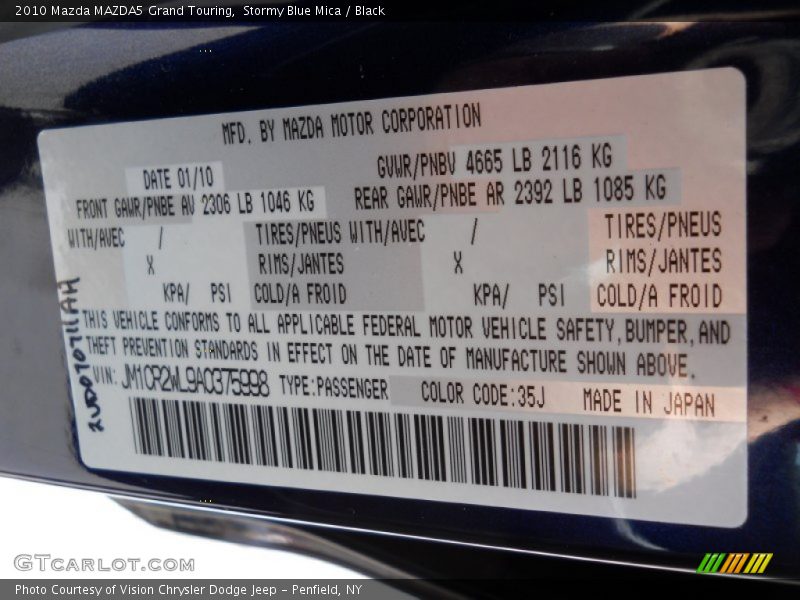 2010 Mazda MAZDA5 Grand Touring, Stormy Blue Mica / Black
MFD. BY MAZDA MOTOR CORPORATION
DATE 01/10
GVWR/PNBV 4665 LB 2116 KG
FRONT GAWR/PNBE AV 2306 LB 1046 KG
REAR GAWR/PNBE AR 2392 LB 1085 KG
WITH/AVEC / TIRES/PNEUS WITH/AVEC / TIRES/PNEUS
X RIMS/JANTES X RIMS/JANTES
KPA/ PSI COLD/A FROID KPA/ PSI COLD/A FROID
THIS VEHICLE CONFORMS TO ALL APPLICABLE FEDERAL MOTOR VEHICLE SAFETY, BUMPER, AND
THEFT PREVENTION STANDARDS IN EFFECT ON THE DATE OF MANUFACTURE SHOWN ABOVE.
VIN: JM1CR2WL9A0375998 TYPE:PASSENGER COLOR CODE:35J MADE IN JAPAN
GTcarlot.com
Photo Courtesy of Vision Chrysler Dodge Jeep – Penfield, NY